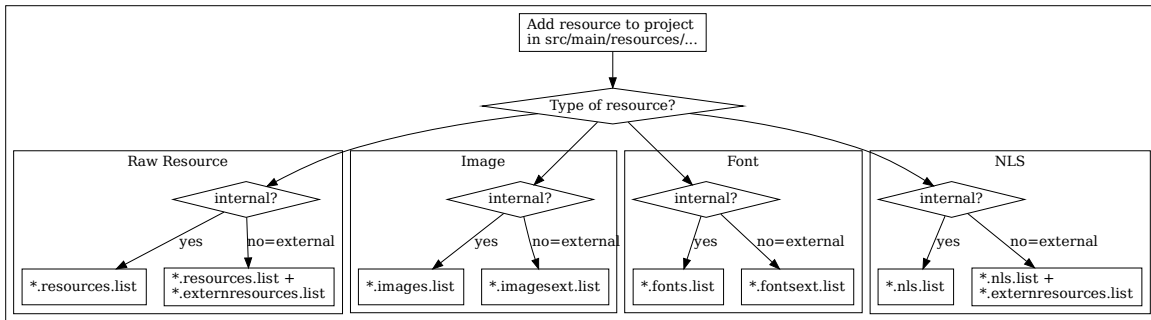 Add resource to project
in src/main/resources/...
Type of resource?
Raw Resource
internal?
yes
no=external
*.resources.list
*.resources.list +
*.externresources.list
Image
internal?
yes
no=external
*.images.list
*.imagesext.list
Font
internal?
yes
no=external
*.fonts.list
*.fontsext.list
NLS
internal?
yes
no=external
*.nls.list
*.nls.list +
*.externresources.list